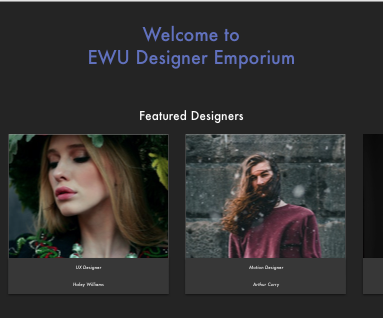 Welcome to
EWU Designer Emporium
Featured Designers
UX Designer
Haley Williams
Motion Designer
Arthur Curry